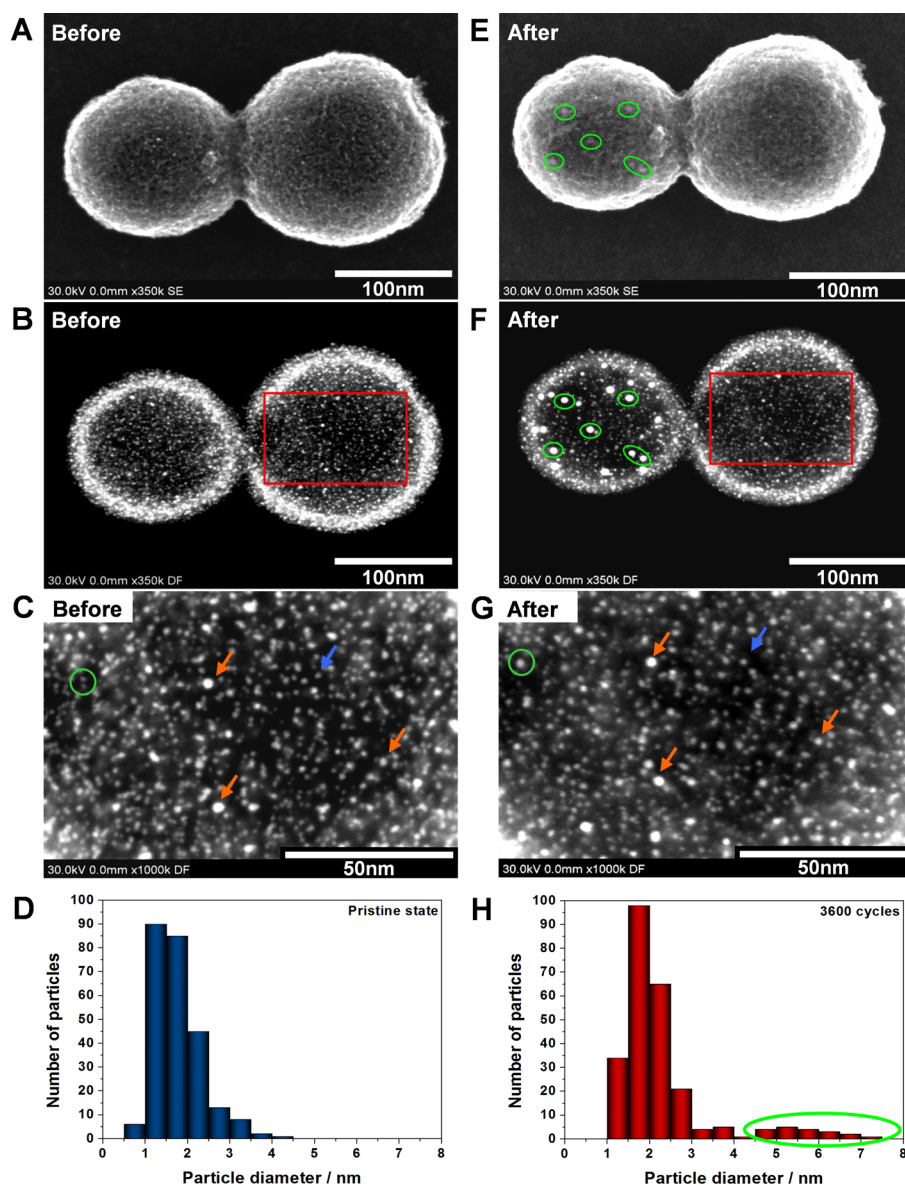 A Before
30.0kV 0.0mm x350k SE
100nm
E After
30.0kV 0.0mm x350k SE
100nm
B Before
30.0kV 0.0mm x350k DF
100nm
F After
30.0kV 0.0mm x350k DF
100nm
C Before
30.0kV 0.0mm x1000k DF
50nm
G After
30.0kV 0.0mm x1000k DF
50nm
D
Pristine state
Number of particles
100
90
80
70
60
50
40
30
20
10
0
0 1 2 3 4 5 6 7 8
Particle diameter / nm
H
3600 cycles
Number of particles
100
90
80
70
60
50
40
30
20
10
0
0 1 2 3 4 5 6 7 8
Particle diameter / nm